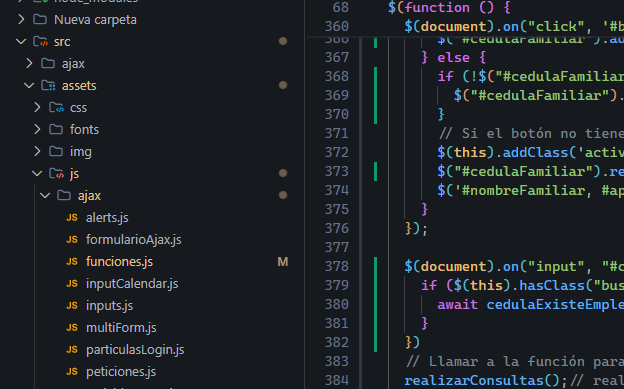 node_modules
Nueva carpeta
src
ajax
assets
css
fonts
img
js
ajax
JS alerts.js
JS formularioAjax.js
JS funciones.js M
JS inputCalendar.js
JS inputs.js
JS multiForm.js
JS particulasLogin.js
JS peticiones.js
68 $(function () {
360 $(document).on("click", '#b
366 $("#cedulaFamiliar").ad
367 } else {
368 if (!$("#cedulaFamiliar
369 $("#cedulaFamiliar").
370 }
371 // Si el botón no tiene
372 $(this).addClass('activ
373 $("#cedulaFamiliar").re
374 $('#nombreFamiliar, #ap
375 }
376 });
377
378 $(document).on("input", "#c
379 if ($(this).hasClass("bus
380 await cedulaExisteEmple
381 }
382 })
383 // Llamar a la función para
384 realizarConsultas();// real